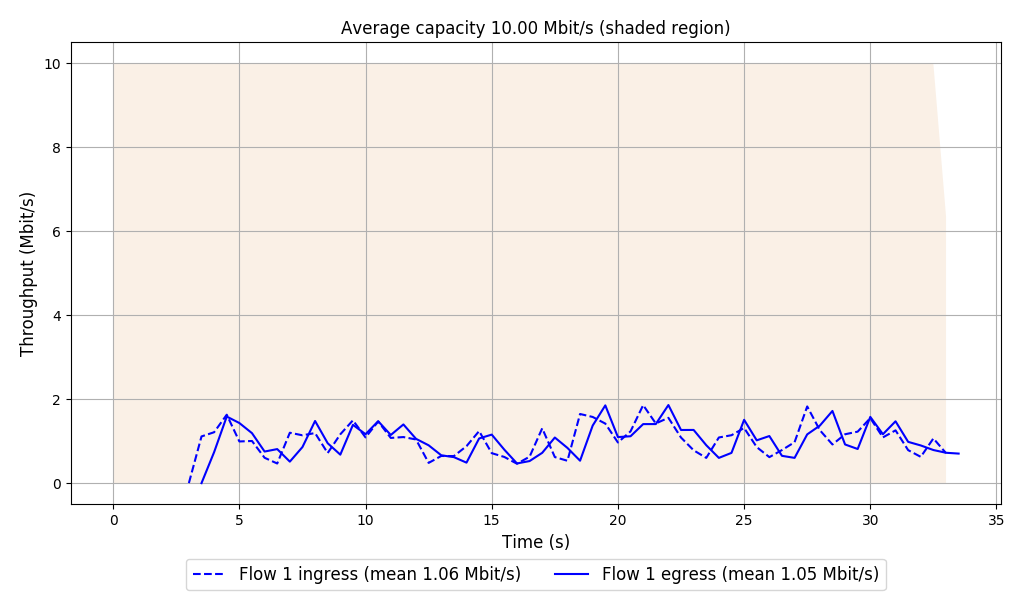 Average capacity 10.00 Mbit/s (shaded region)
Throughput (Mbit/s)
10
8
6
4
2
0
0 5 10 15 20 25 30 35
Time (s)
Flow 1 ingress (mean 1.06 Mbit/s) Flow 1 egress (mean 1.05 Mbit/s)